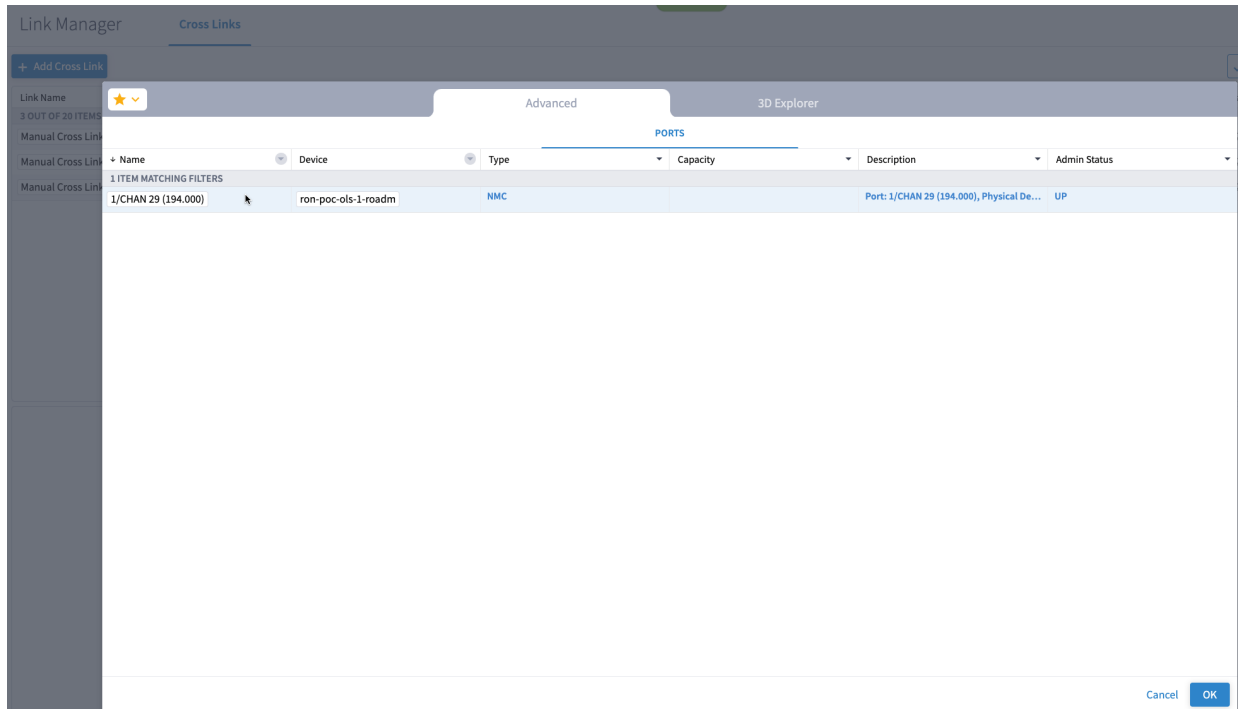 Link Manager
Cross Links
+ Add Cross Link
Link Name
3 OUT OF 20 ITEMS
Manual Cross Link
Manual Cross Link
Manual Cross Link
Advanced
3D Explorer
PORTS
Name Device Type Capacity Description Admin Status
1 ITEM MATCHING FILTERS
1/CHAN 29 (194.000) ron-poc-ols-1-roadm NMC Port: 1/CHAN 29 (194.000), Physical De... UP
Cancel OK